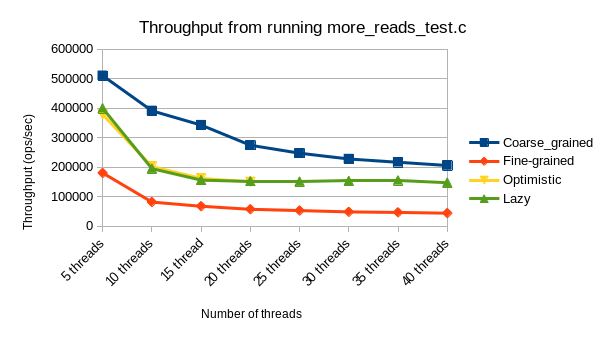 Throughput from running more_reads_test.c
Throughput (ops/sec)
600000
500000
400000
300000
200000
100000
0
5 threads
10 threads
15 thread
20 threads
25 threads
30 threads
35 threads
40 threads
Number of threads
Coarse_grained
Fine-grained
Optimistic
Lazy